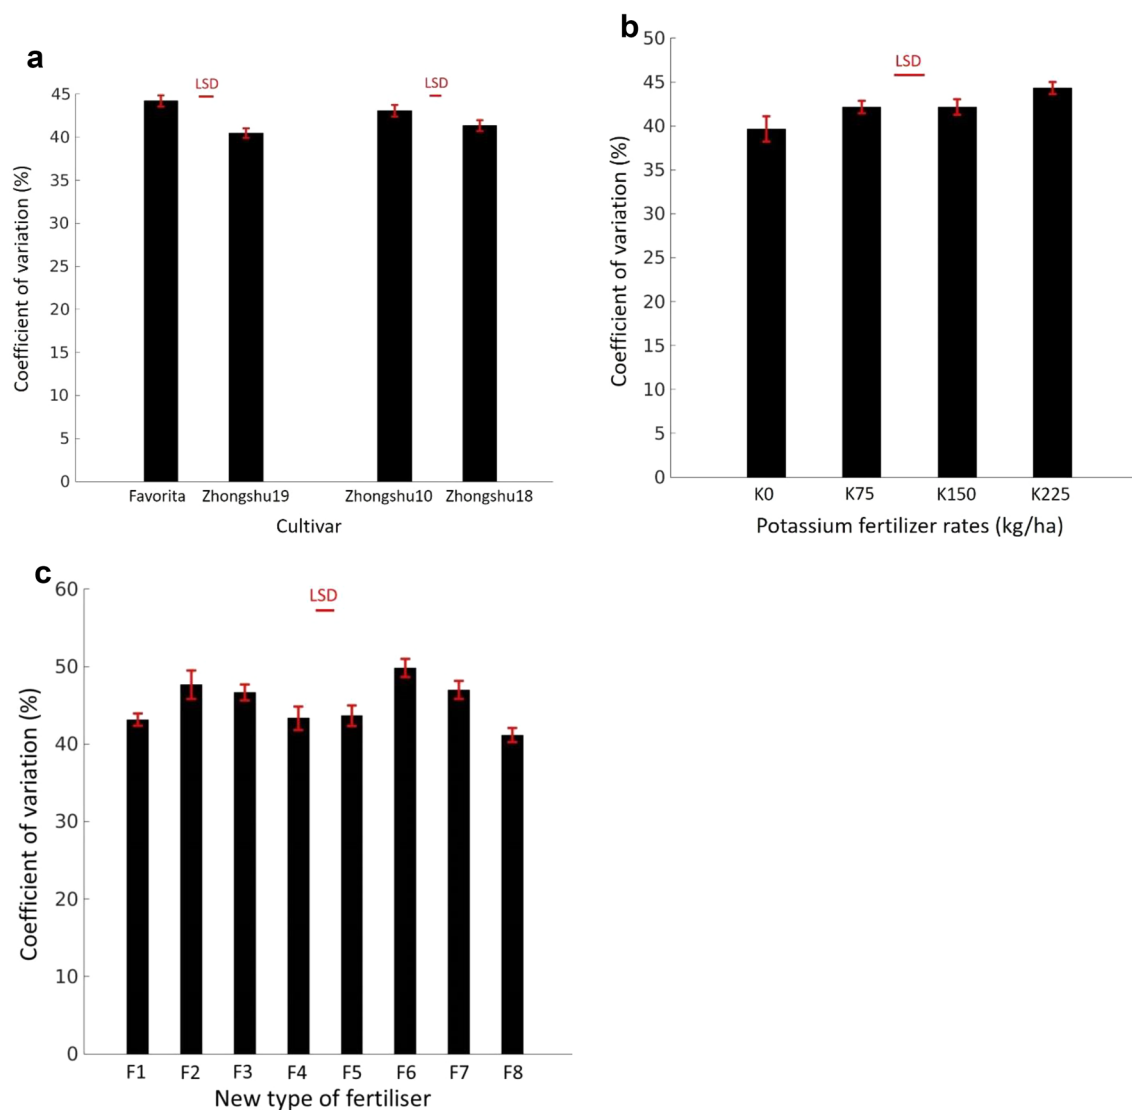 a
LSD
LSD
45
40
35
30
25
20
15
10
5
0
Coefficient of variation (%)
Favorita Zhongshu19 Zhongshu10 Zhongshu18
Cultivar
b
LSD
50
45
40
35
30
25
20
15
10
5
0
Coefficient of variation (%)
K0 K75 K150 K225
Potassium fertilizer rates (kg/ha)
c
LSD
60
50
40
30
20
10
0
Coefficient of variation (%)
F1 F2 F3 F4 F5 F6 F7 F8
New type of fertiliser